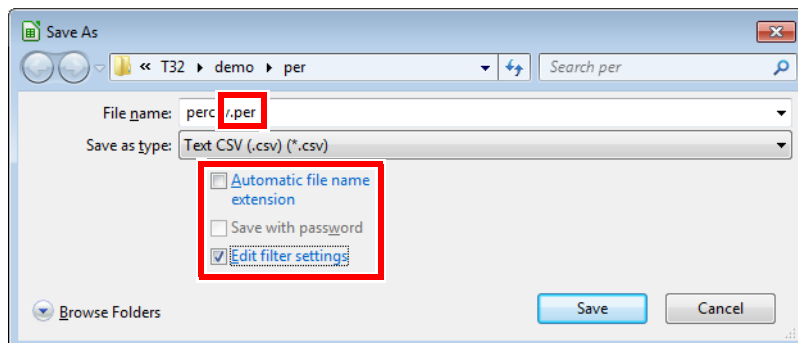 Save As
« T32 ▸ demo ▸ per
Search per
File name:
.per
Save as type: Text CSV (.csv) (*.csv)
Automatic file name
extension
Save with password
Edit filter settings
Browse Folders
Save
Cancel